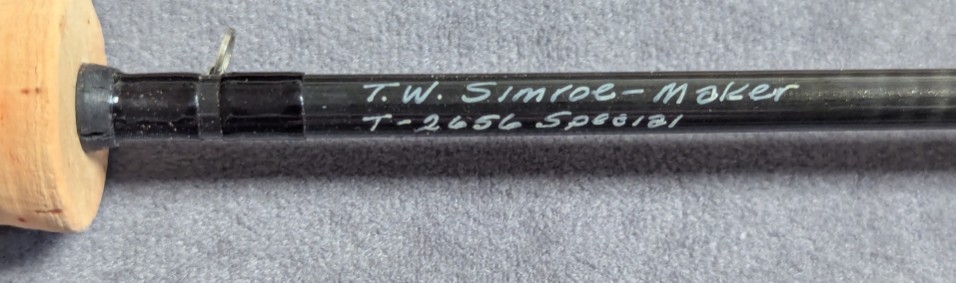 T.W. Simroe - Maker
T-2656 Special